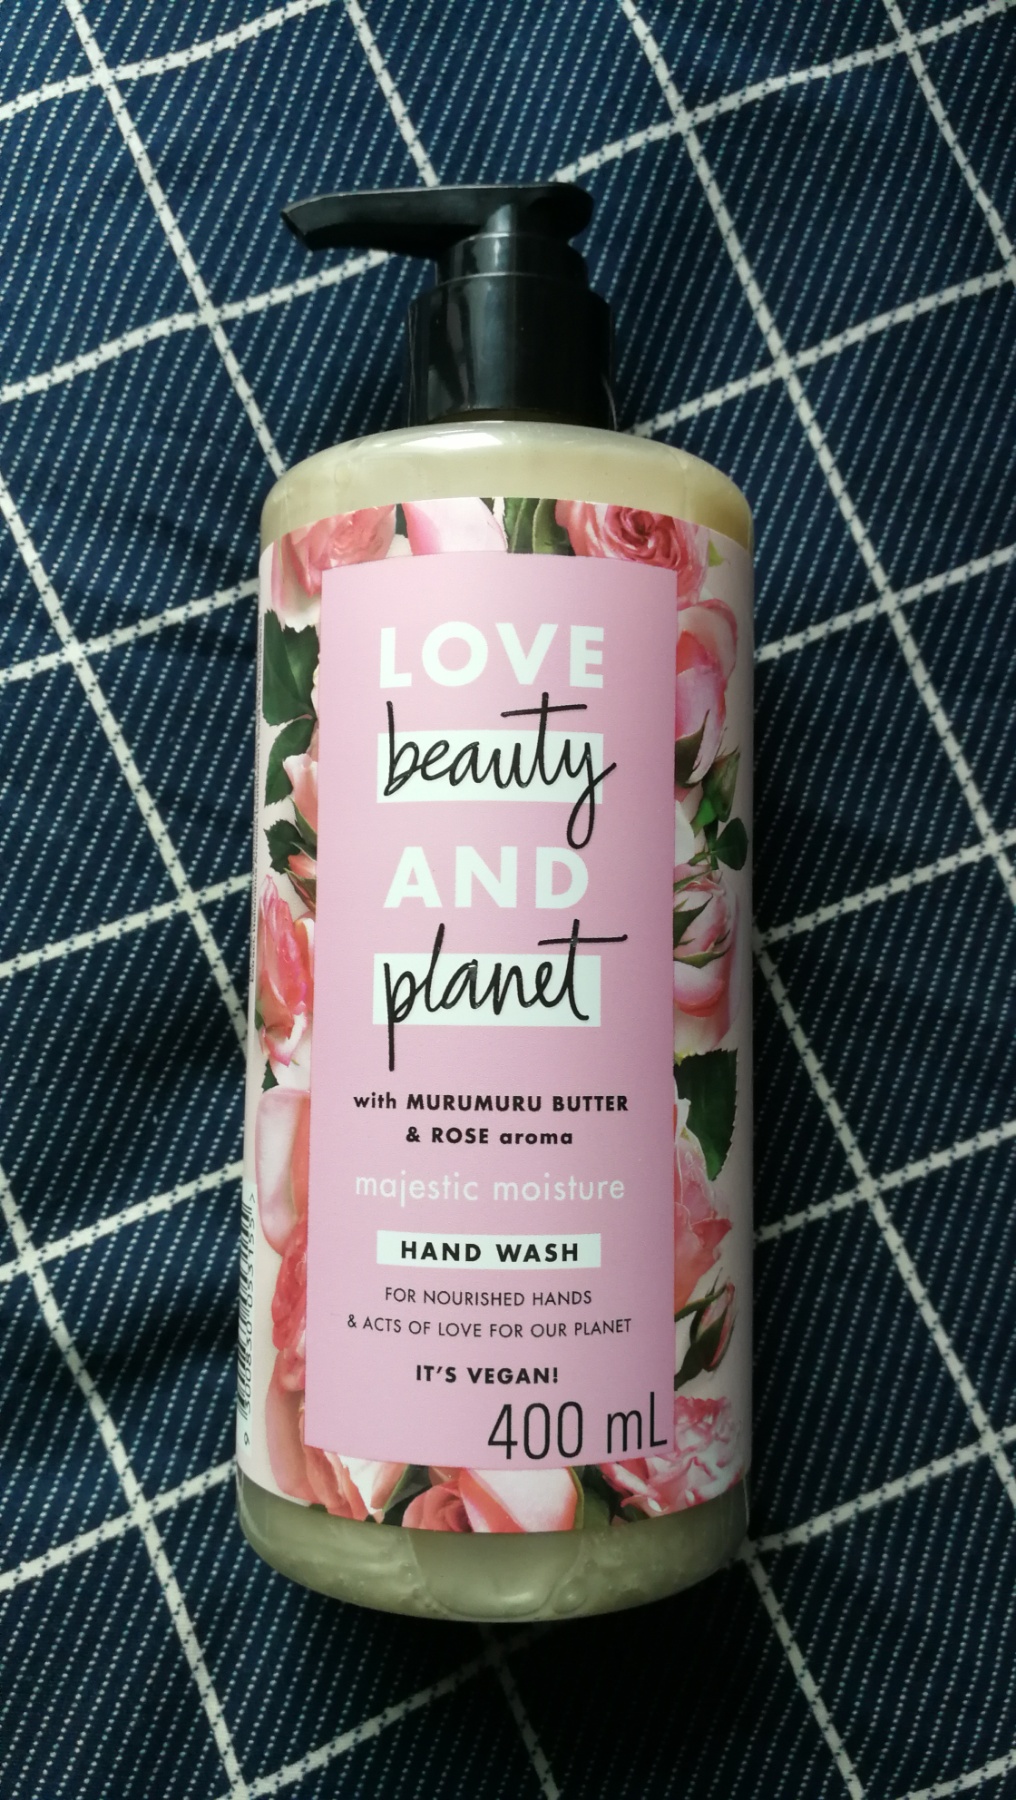 LOVE
beauty
AND
planet
with MURUMURU BUTTER
& ROSE aroma
majestic moisture
HAND WASH
FOR NOURISHED HANDS
& ACTS OF LOVE FOR OUR PLANET
IT'S VEGAN!
400 mL